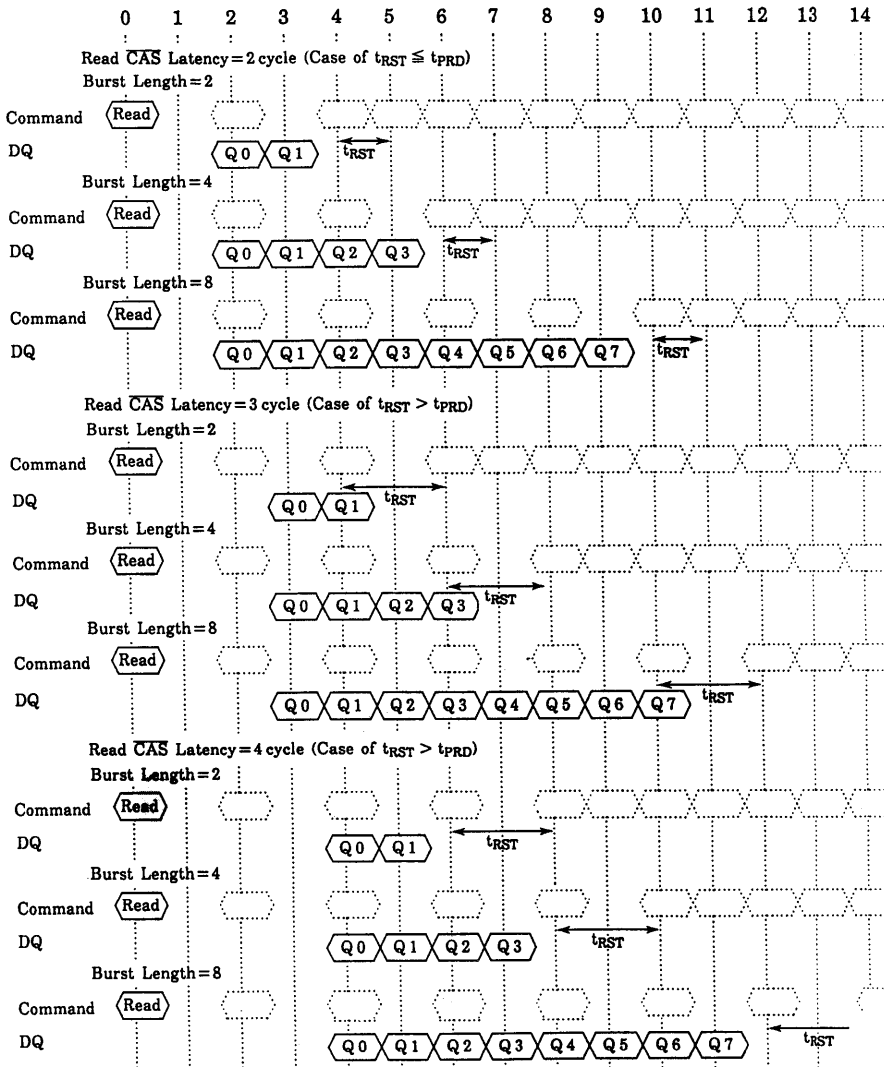 0 1 2 3 4 5 6 7 8 9 10 11 12 13 14
Read CAS Latency=2 cycle (Case of tRST ≦ tPRD)
Burst Length=2
Command Read
DQ Q0 Q1 tRST
Burst Length=4
Command Read
DQ Q0 Q1 Q2 Q3 tRST
Burst Length=8
Command Read
DQ Q0 Q1 Q2 Q3 Q4 Q5 Q6 Q7 tRST
Read CAS Latency=3 cycle (Case of tRST > tPRD)
Burst Length=2
Command Read
DQ Q0 Q1 tRST
Burst Length=4
Command Read
DQ Q0 Q1 Q2 Q3 tRST
Burst Length=8
Command Read
DQ Q0 Q1 Q2 Q3 Q4 Q5 Q6 Q7 tRST
Read CAS Latency=4 cycle (Case of tRST > tPRD)
Burst Length=2
Command Read
DQ Q0 Q1 tRST
Burst Length=4
Command Read
DQ Q0 Q1 Q2 Q3 tRST
Burst Length=8
Command Read
DQ Q0 Q1 Q2 Q3 Q4 Q5 Q6 Q7 tRST